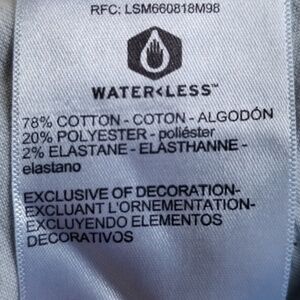 RFC: LSM660818M98
WATER<LESS™
78% COTTON - COTON - ALGODÓN
20% POLYESTER - poliéster
2% ELASTANE - ELASTHANNE -
elastano
EXCLUSIVE OF DECORATION-
EXCLUANT L'ORNEMENTATION-
EXCLUYENDO ELEMENTOS
DECORATIVOS